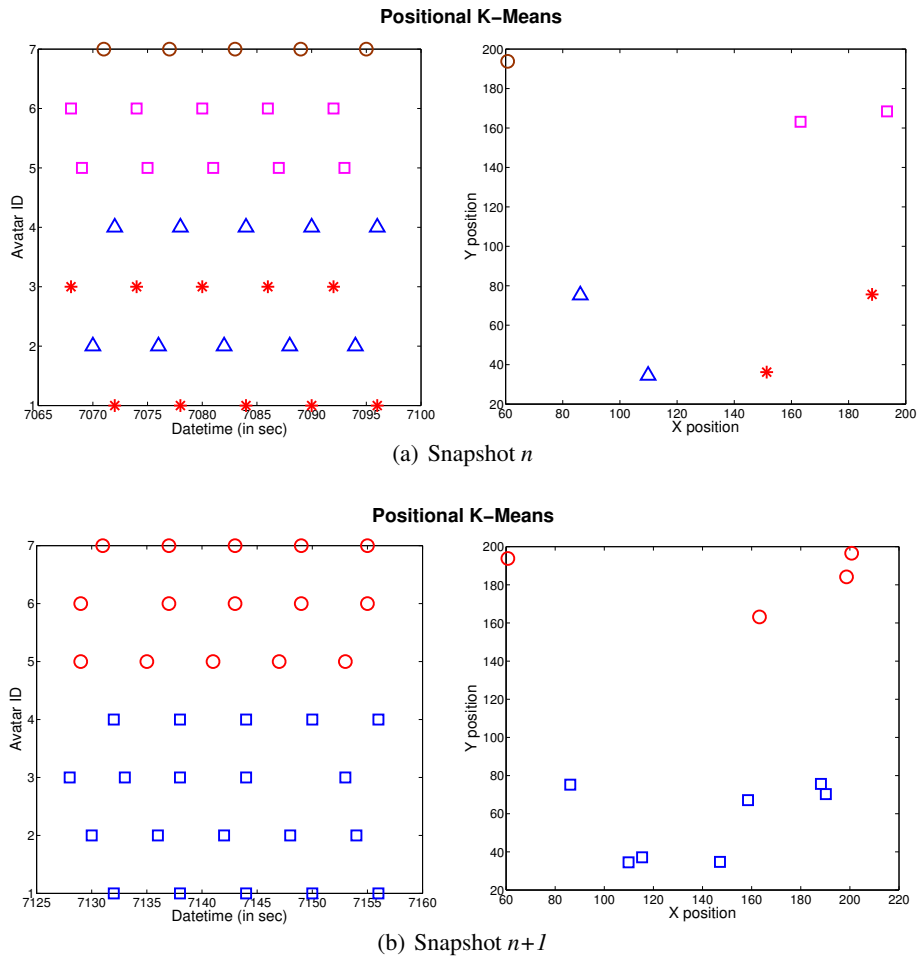 Positional K−Means
7
6
5
4
3
2
1
Avatar ID
7065 7070 7075 7080 7085 7090 7095 7100
Datetime (in sec)
200
180
160
140
120
100
80
60
40
20
Y position
60 80 100 120 140 160 180 200
X position
(a) Snapshot n
Positional K−Means
7
6
5
4
3
2
1
Avatar ID
7125 7130 7135 7140 7145 7150 7155 7160
Datetime (in sec)
200
180
160
140
120
100
80
60
40
20
Y position
60 80 100 120 140 160 180 200 220
X position
(b) Snapshot n+1